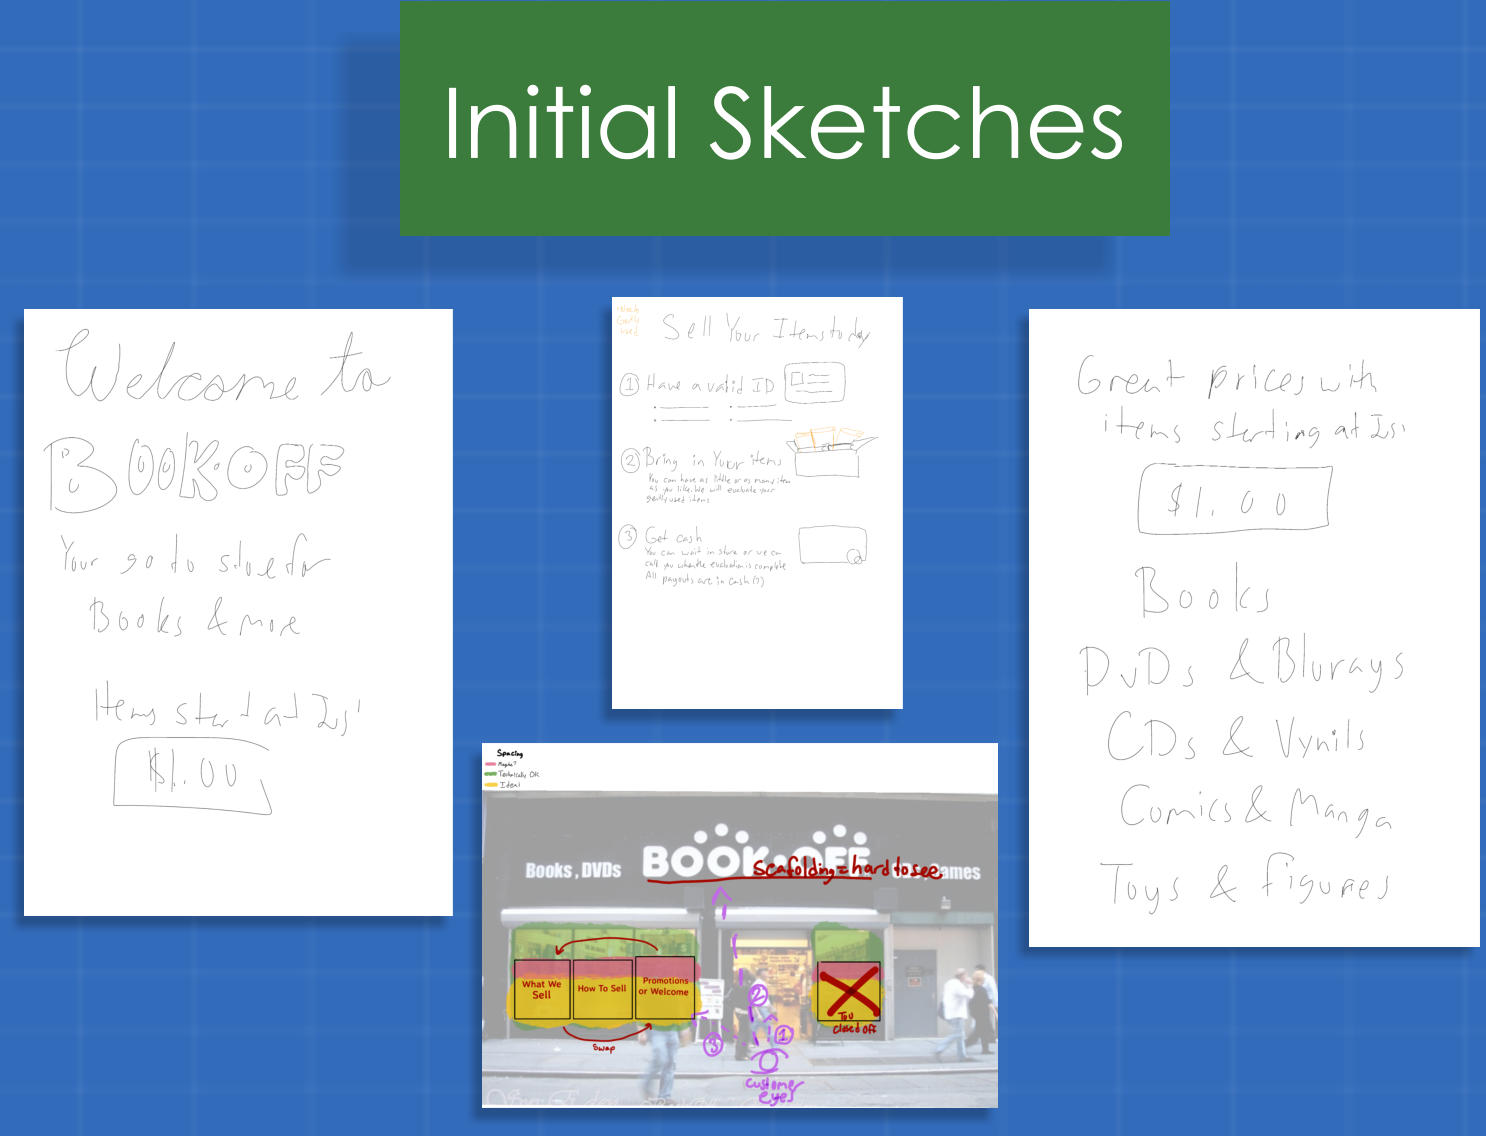 Initial Sketches
Welcome to
BOOK·OFF
Your go to store for
Books & more
Items start at
$1.00
Gently
used
Sell Your Items today
1 Have a valid ID
2 Bring in Your items
You can have as little or as many item
as you like. We will evaluate your
gently used items
3 Get cash
You can wait in store or we can
call you when the evaluation is complete
All payouts are in cash (?)
Great prices with
items starting at
$1.00
Books
DVDs & Blurays
CDs & Vynils
Comics & Manga
Toys & figures
Spacing
Maybe?
Technically OK
Ideal
Books, DVDs
BOOK·OFF
Games
Scafolding = hard to see
What We
Sell
How To Sell
Promotions
or Welcome
Swap
Too
closed off
2
1
3
Customer
eyes